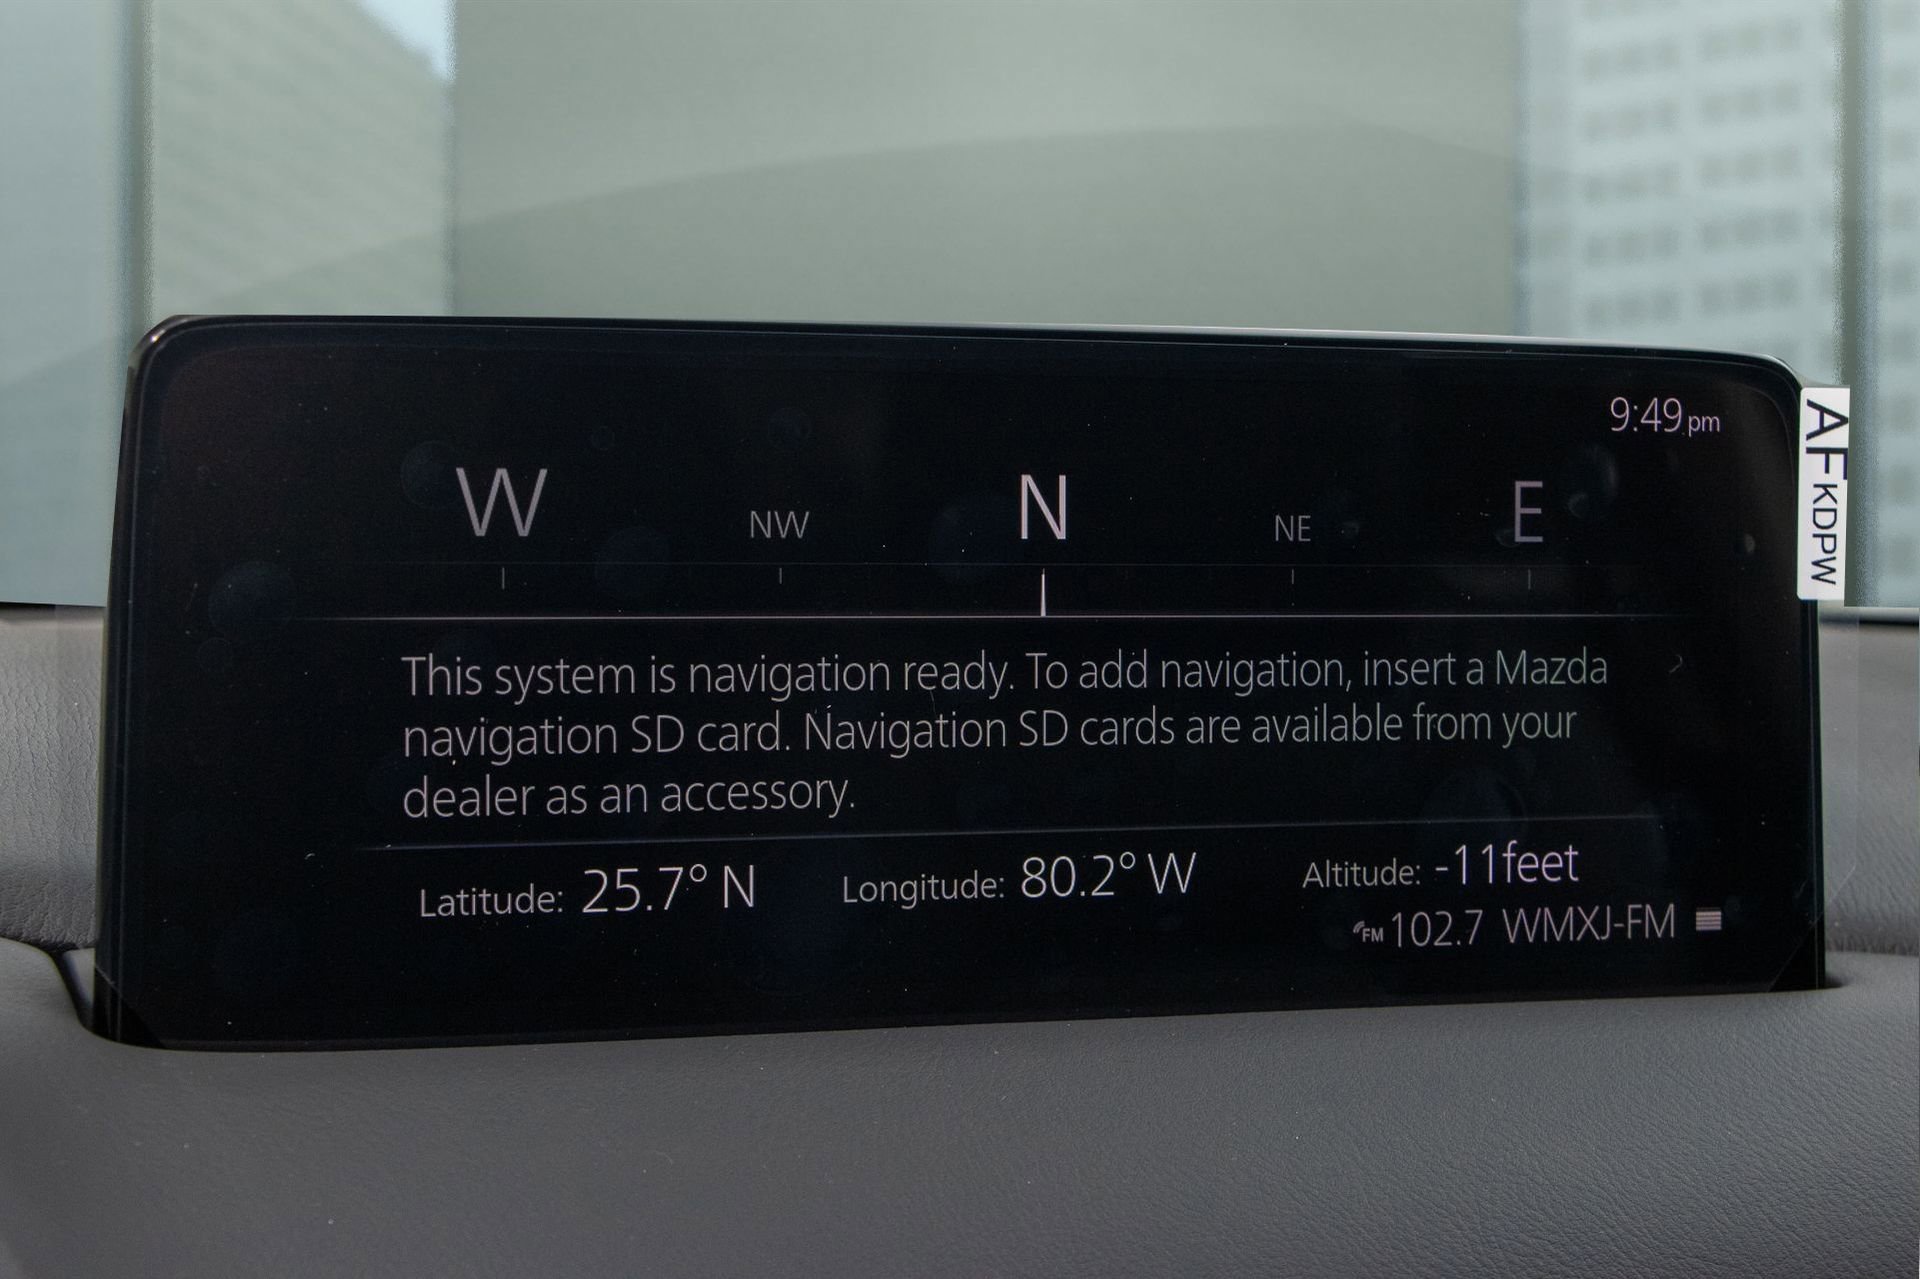 9:49 pm
W NW N NE E
This system is navigation ready. To add navigation, insert a Mazda
navigation SD card. Navigation SD cards are available from your
dealer as an accessory.
Latitude: 25.7° N Longitude: 80.2° W Altitude: -11feet
FM 102.7 WMXJ-FM
AFKDPW